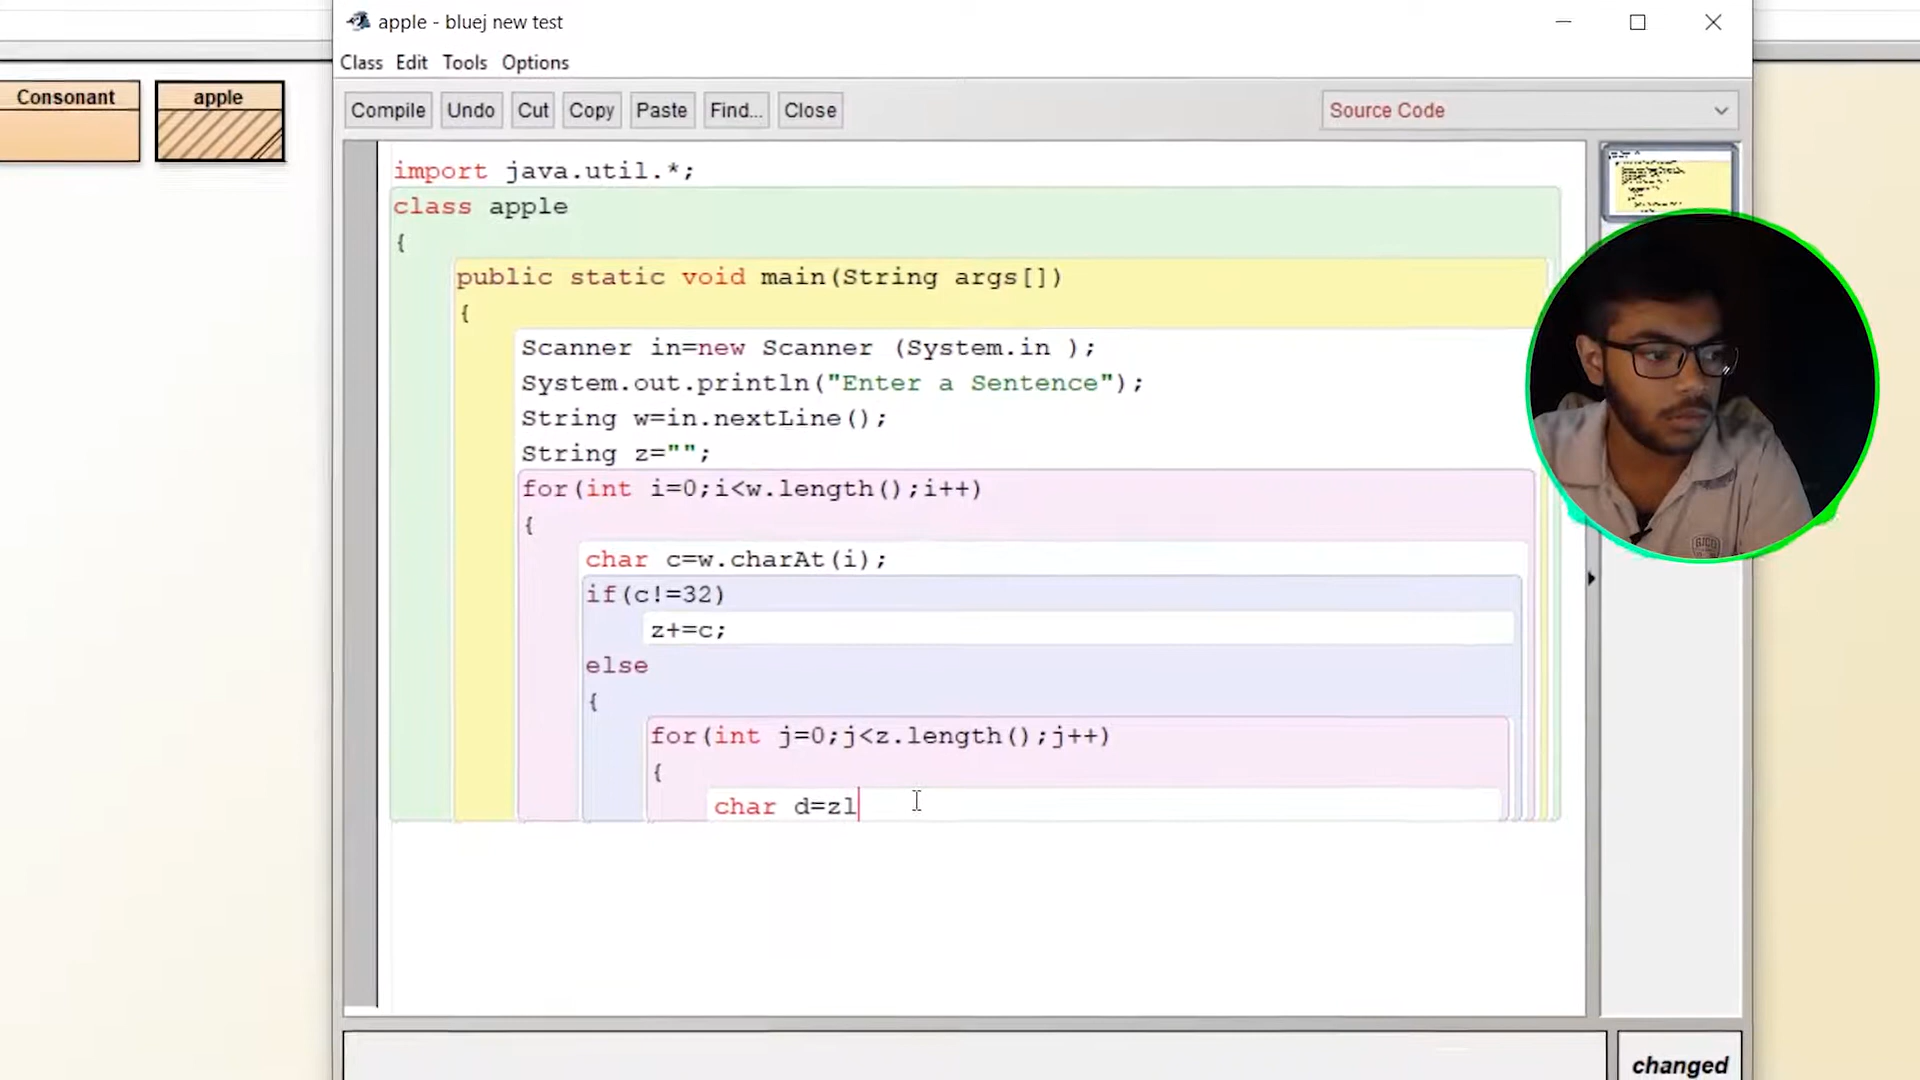 apple - bluej new test
Class Edit Tools Options
Consonant
apple
Compile Undo Cut Copy Paste Find... Close
Source Code
import java.util.*;
class apple
{
public static void main(String args[])
{
Scanner in=new Scanner (System.in );
System.out.println("Enter a Sentence");
String w=in.nextLine();
String z="";
for(int i=0;i<w.length();i++)
{
char c=w.charAt(i);
if(c!=32)
z+=c;
else
{
for(int j=0;j<z.length();j++)
{
char d=zl
changed